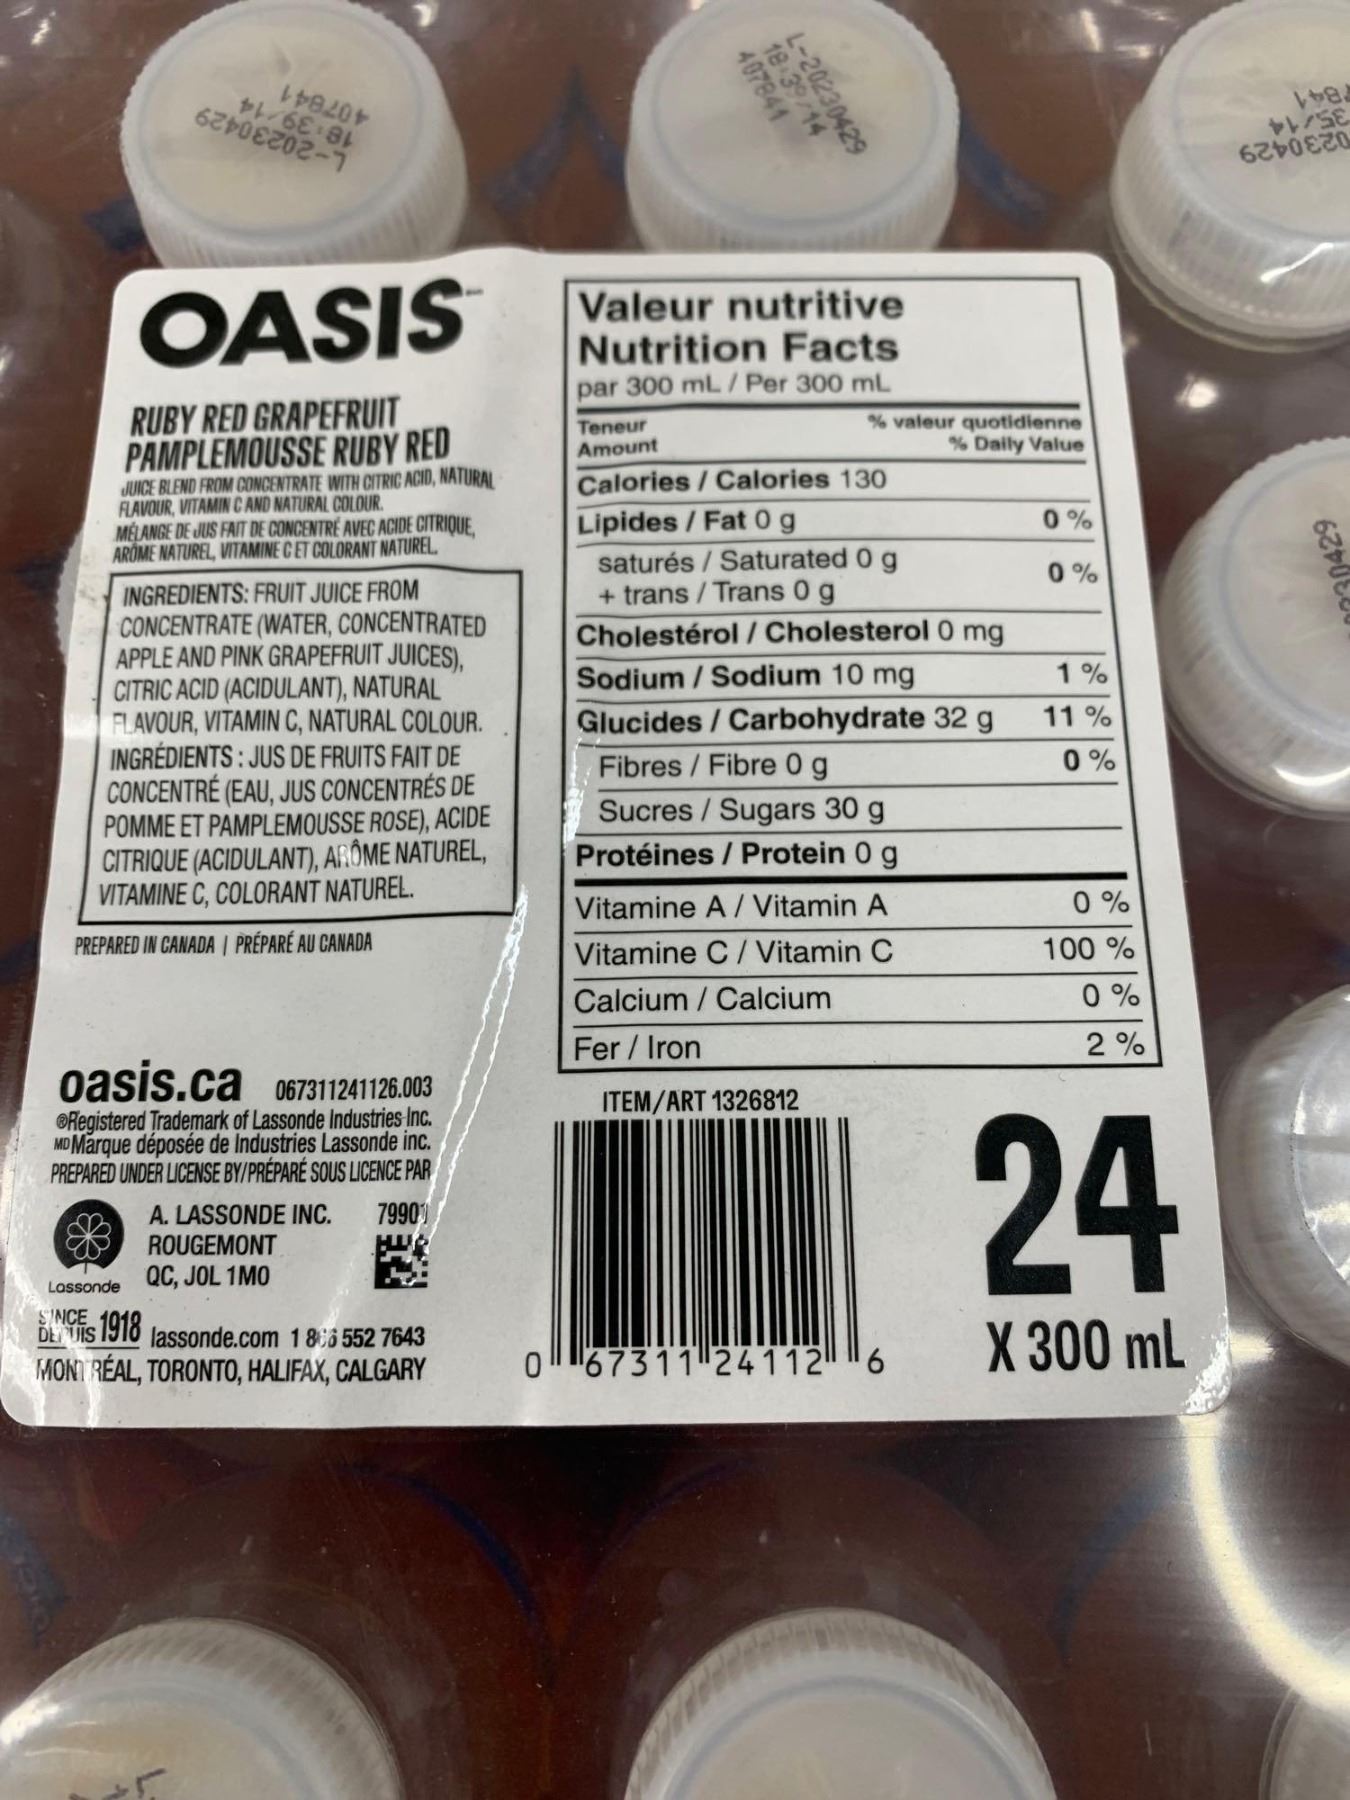 L-20230429
18:39/14
407841
L-20230429
18:39/14
407841
0230429
35/14
7841
OASIS
RUBY RED GRAPEFRUIT
PAMPLEMOUSSE RUBY RED
JUICE BLEND FROM CONCENTRATE WITH CITRIC ACID, NATURAL
FLAVOUR, VITAMIN C AND NATURAL COLOUR.
MÉLANGE DE JUS FAIT DE CONCENTRÉ AVEC ACIDE CITRIQUE,
ARÔME NATUREL, VITAMINE C ET COLORANT NATUREL.
INGREDIENTS: FRUIT JUICE FROM
CONCENTRATE (WATER, CONCENTRATED
APPLE AND PINK GRAPEFRUIT JUICES),
CITRIC ACID (ACIDULANT), NATURAL
FLAVOUR, VITAMIN C, NATURAL COLOUR.
INGRÉDIENTS : JUS DE FRUITS FAIT DE
CONCENTRÉ (EAU, JUS CONCENTRÉS DE
POMME ET PAMPLEMOUSSE ROSE), ACIDE
CITRIQUE (ACIDULANT), ARÔME NATUREL,
VITAMINE C, COLORANT NATUREL.
PREPARED IN CANADA | PRÉPARÉ AU CANADA
oasis.ca 067311241126.003
®Registered Trademark of Lassonde Industries Inc.
MD Marque déposée de Industries Lassonde inc.
PREPARED UNDER LICENSE BY/PRÉPARÉ SOUS LICENCE PAR
A. LASSONDE INC. 79901
ROUGEMONT
QC, J0L 1M0
Lassonde
SINCE
DEPUIS 1918 lassonde.com 1 866 552 7643
MONTRÉAL, TORONTO, HALIFAX, CALGARY
Valeur nutritive
Nutrition Facts
par 300 mL / Per 300 mL
Teneur % valeur quotidienne
Amount % Daily Value
Calories / Calories 130
Lipides / Fat 0 g 0 %
saturés / Saturated 0 g
+ trans / Trans 0 g 0 %
Cholestérol / Cholesterol 0 mg
Sodium / Sodium 10 mg 1 %
Glucides / Carbohydrate 32 g 11 %
Fibres / Fibre 0 g 0 %
Sucres / Sugars 30 g
Protéines / Protein 0 g
Vitamine A / Vitamin A 0 %
Vitamine C / Vitamin C 100 %
Calcium / Calcium 0 %
Fer / Iron 2 %
ITEM/ART 1326812
0 67311 24112 6
24
X 300 mL